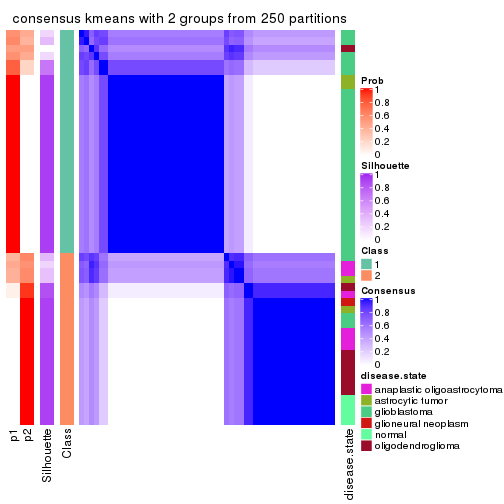 consensus kmeans with 2 groups from 250 partitions
Prob
1
0.8
0.6
0.4
0.2
0
Silhouette
1
0.8
0.6
0.4
0.2
0
Class
1
2
Consensus
1
0.8
0.6
0.4
0.2
0
disease.state
anaplastic oligoastrocytoma
astrocytic tumor
glioblastoma
glioneural neoplasm
normal
oligodendroglioma
p1
p2
Silhouette
Class
disease.state